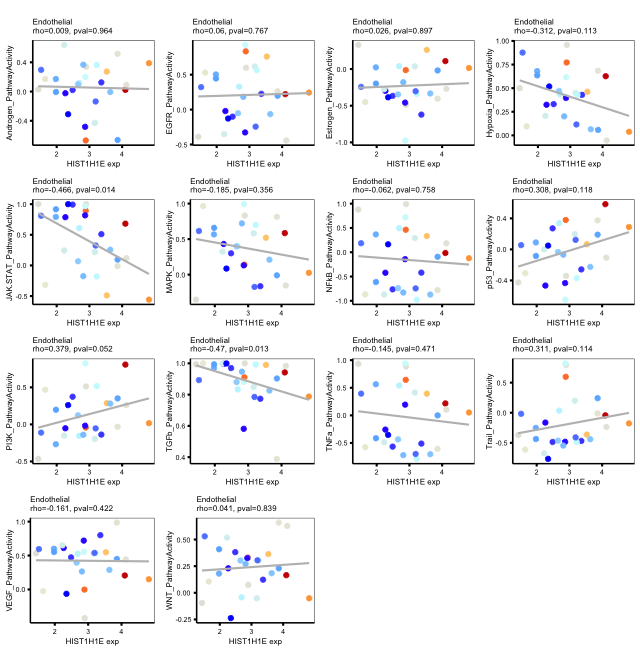 Endothelial
rho=0.009, pval=0.964
Androgen_PathwayActivity
0.5
0.0
-0.5
2
3
4
HIST1H1E exp
Endothelial
rho=0.06, pval=0.767
EGFR_PathwayActivity
0.5
0.0
-0.5
2
3
4
HIST1H1E exp
Endothelial
rho=0.026, pval=0.897
Estrogen_PathwayActivity
0.0
-0.5
-1.0
2
3
4
HIST1H1E exp
Endothelial
rho=-0.312, pval=0.113
Hypoxia_PathwayActivity
1.00
0.75
0.50
0.25
0.00
2
3
4
HIST1H1E exp
Endothelial
rho=-0.466, pval=0.014
JAK-STAT_PathwayActivity
1.0
0.5
0.0
-0.5
2
3
4
HIST1H1E exp
Endothelial
rho=-0.185, pval=0.356
MAPK_PathwayActivity
1.0
0.5
0.0
2
3
4
HIST1H1E exp
Endothelial
rho=-0.062, pval=0.758
NFkB_PathwayActivity
1.0
0.5
0.0
-0.5
-1.0
2
3
4
HIST1H1E exp
Endothelial
rho=0.308, pval=0.118
p53_PathwayActivity
0.4
0.0
-0.4
2
3
4
HIST1H1E exp
Endothelial
rho=0.379, pval=0.052
PI3K_PathwayActivity
0.5
0.0
-0.5
2
3
4
HIST1H1E exp
Endothelial
rho=-0.47, pval=0.013
TGFb_PathwayActivity
1.0
0.8
0.6
0.4
2
3
4
HIST1H1E exp
Endothelial
rho=-0.145, pval=0.471
TNFa_PathwayActivity
1.0
0.5
0.0
-0.5
2
3
4
HIST1H1E exp
Endothelial
rho=0.311, pval=0.114
Trail_PathwayActivity
1.0
0.5
0.0
-0.5
2
3
4
HIST1H1E exp
Endothelial
rho=-0.161, pval=0.422
VEGF_PathwayActivity
1.0
0.5
0.0
2
3
4
HIST1H1E exp
Endothelial
rho=0.041, pval=0.839
WNT_PathwayActivity
0.50
0.25
0.00
-0.25
2
3
4
HIST1H1E exp